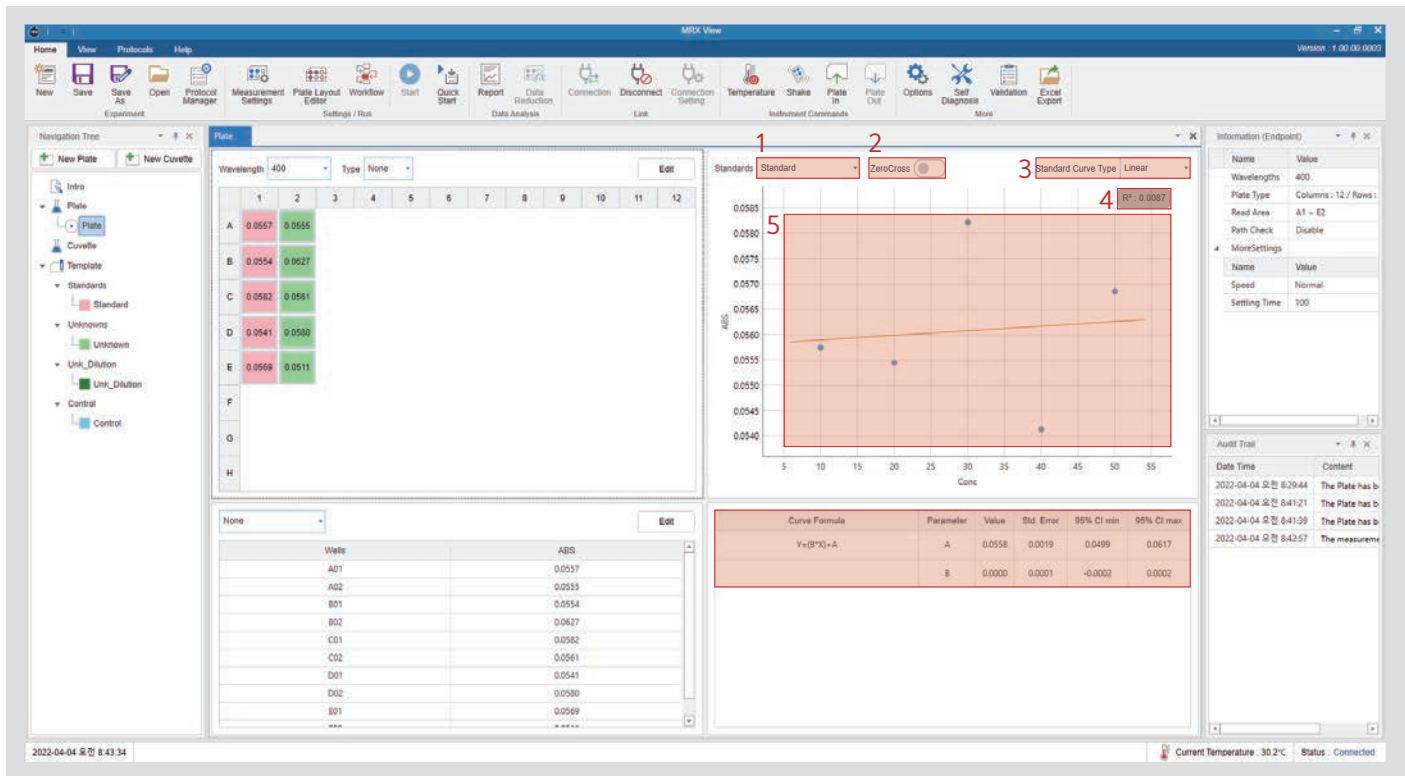 MRX View
Home View Protocols Help
Version : 1.00.00.0003
New Save Save As Open Protocol Manager Measurement Settings Plate Layout Editor Workflow Start Quick Start Report Data Reduction Connection Disconnect Connection Setting Temperature Shake Plate In Plate Out Options Self Diagnosis Validation Excel Export
Experiment Settings / Run Data Analysis Link Instrument Commands More
Navigation Tree
New Plate New Cuvette
Intro
Plate
Plate
Cuvette
Template
Standards
Standard
Unknowns
Unknown
Unk_Dilution
Unk_Dilution
Control
Control
Plate
Wavelength 400 Type None Edit
1 2 3 4 5 6 7 8 9 10 11 12
A 0.0557 0.0555
B 0.0554 0.0627
C 0.0582 0.0561
D 0.0541 0.0580
E 0.0569 0.0511
F
G
H
1 2 3 4 5
Standards Standard ZeroCross Standard Curve Type Linear
R² : 0.0087
0.0585
0.0580
0.0575
0.0570
0.0565
0.0560
0.0555
0.0550
0.0545
0.0540
ABS
5 10 15 20 25 30 35 40 45 50 55
Conc
None Edit
Wells ABS
A01 0.0557
A02 0.0555
B01 0.0554
B02 0.0627
C01 0.0582
C02 0.0561
D01 0.0541
D02 0.0580
E01 0.0569
Curve Formula Parameter Value Std. Error 95% CI min 95% CI max
Y=(B*X)+A A 0.0558 0.0019 0.0499 0.0617
B 0.0000 0.0001 -0.0002 0.0002
Information (Endpoint)
Name Value
Wavelengths 400
Plate Type Columns : 12 / Rows :
Read Area A1 ~ E2
Path Check Disable
MoreSettings
Name Value
Speed Normal
Settling Time 100
Audit Trail
Date Time Content
2022-04-04 오전 8:29:44 The Plate has b
2022-04-04 오전 8:41:21 The Plate has b
2022-04-04 오전 8:41:39 The Plate has b
2022-04-04 오전 8:42:57 The measureme
2022-04-04 오전 8:43:34
Current Temperature : 30.2°C Status : Connected